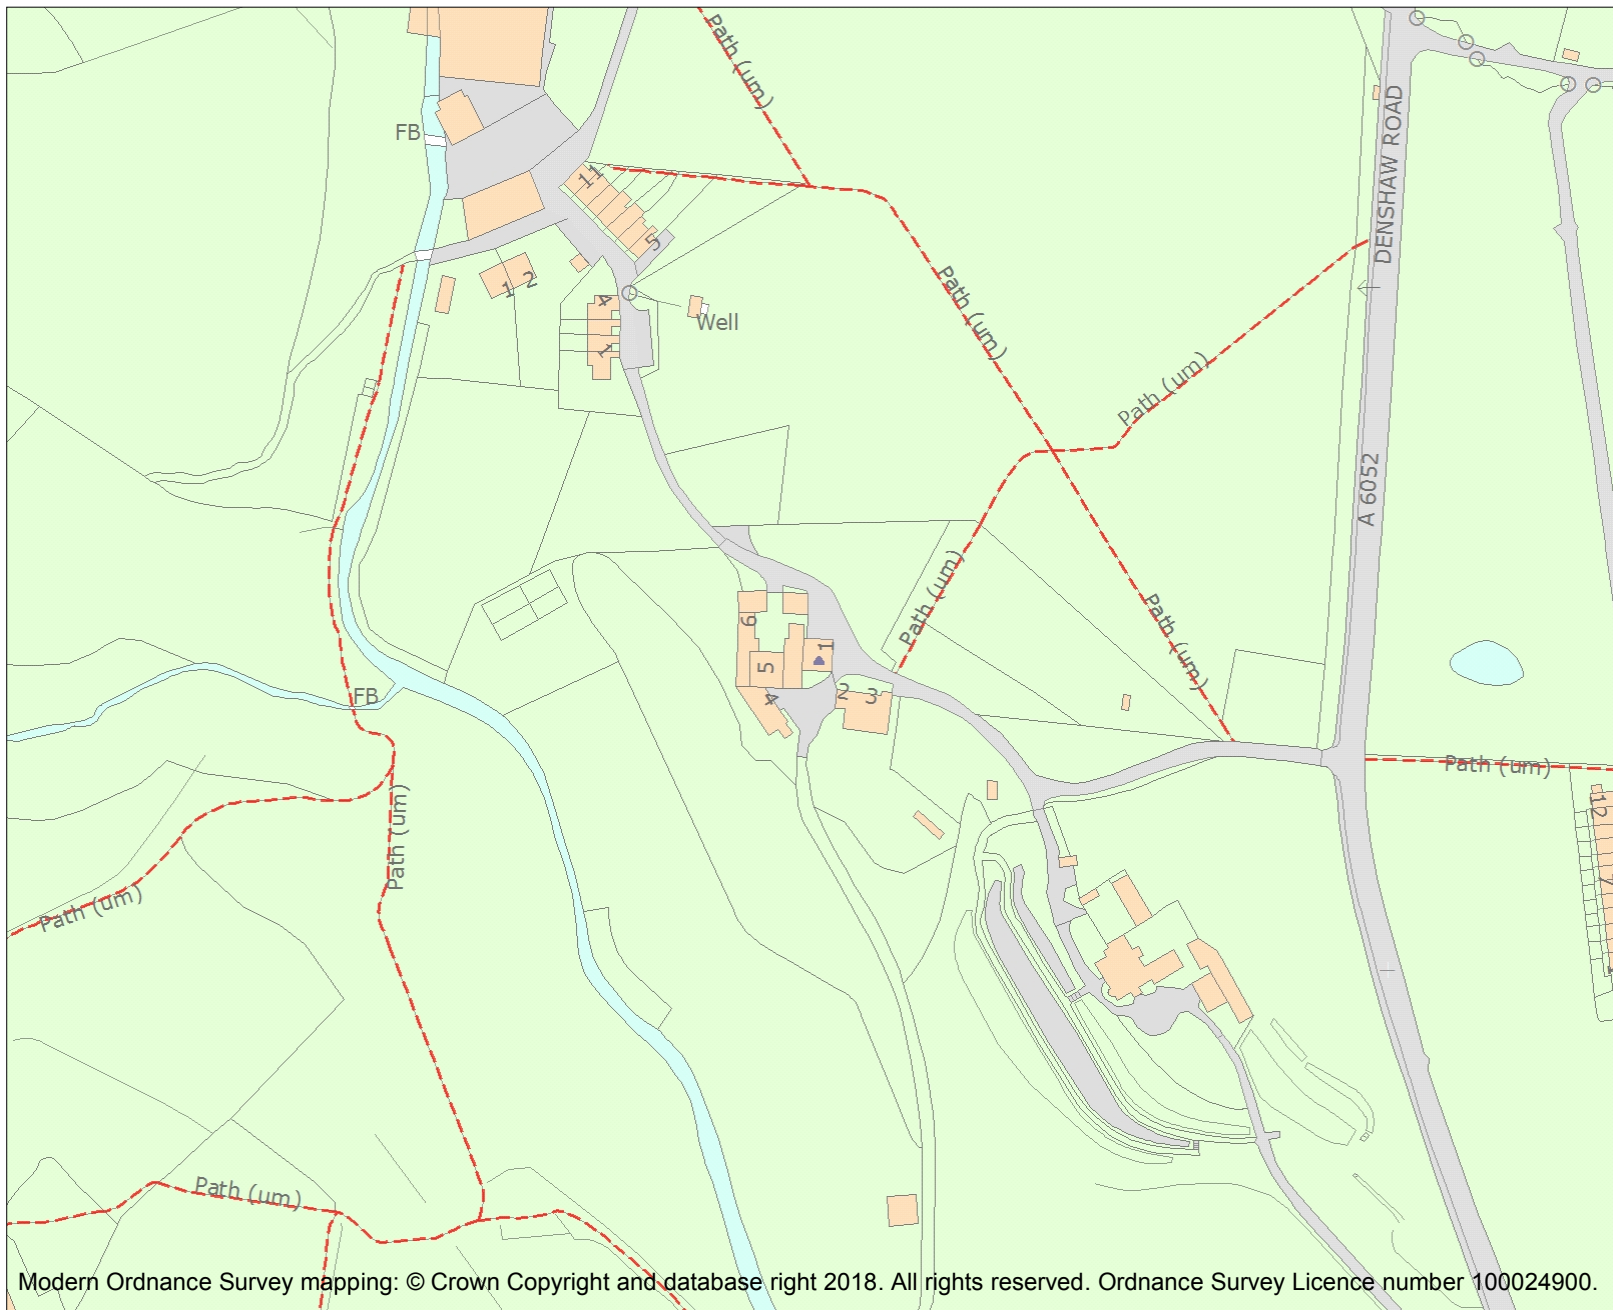 Path (um)
DENSHAW ROAD
FB
11
5
1 2
4
Well
1
Path (um)
Path (um)
A 6052
Path (um)
6
1
5
4
2 3
Path (um)
FB
Path (um)
12
Path (um)
7
Path (um)
Path (um)
Modern Ordnance Survey mapping: © Crown Copyright and database right 2018. All rights reserved. Ordnance Survey Licence number 100024900.